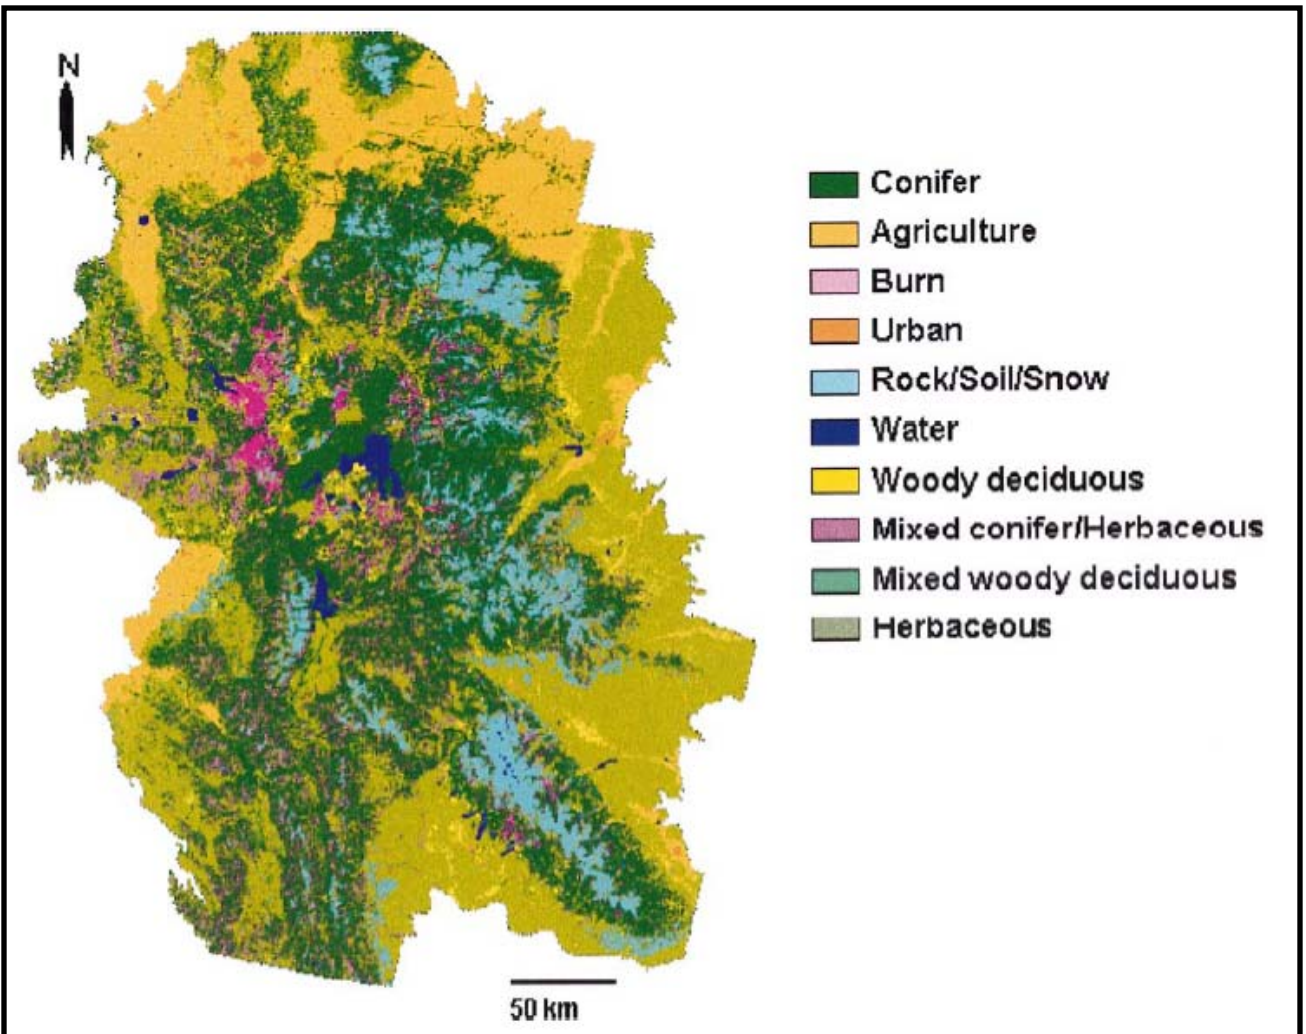 N
Conifer
Agriculture
Burn
Urban
Rock/Soil/Snow
Water
Woody deciduous
Mixed conifer/Herbaceous
Mixed woody deciduous
Herbaceous
50 km